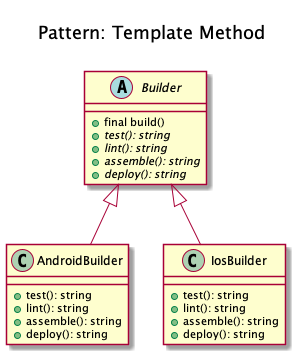 Pattern: Template Method
A Builder
final build()
test(): string
lint(): string
assemble(): string
deploy(): string
C AndroidBuilder
test(): string
lint(): string
assemble(): string
deploy(): string
C IosBuilder
test(): string
lint(): string
assemble(): string
deploy(): string